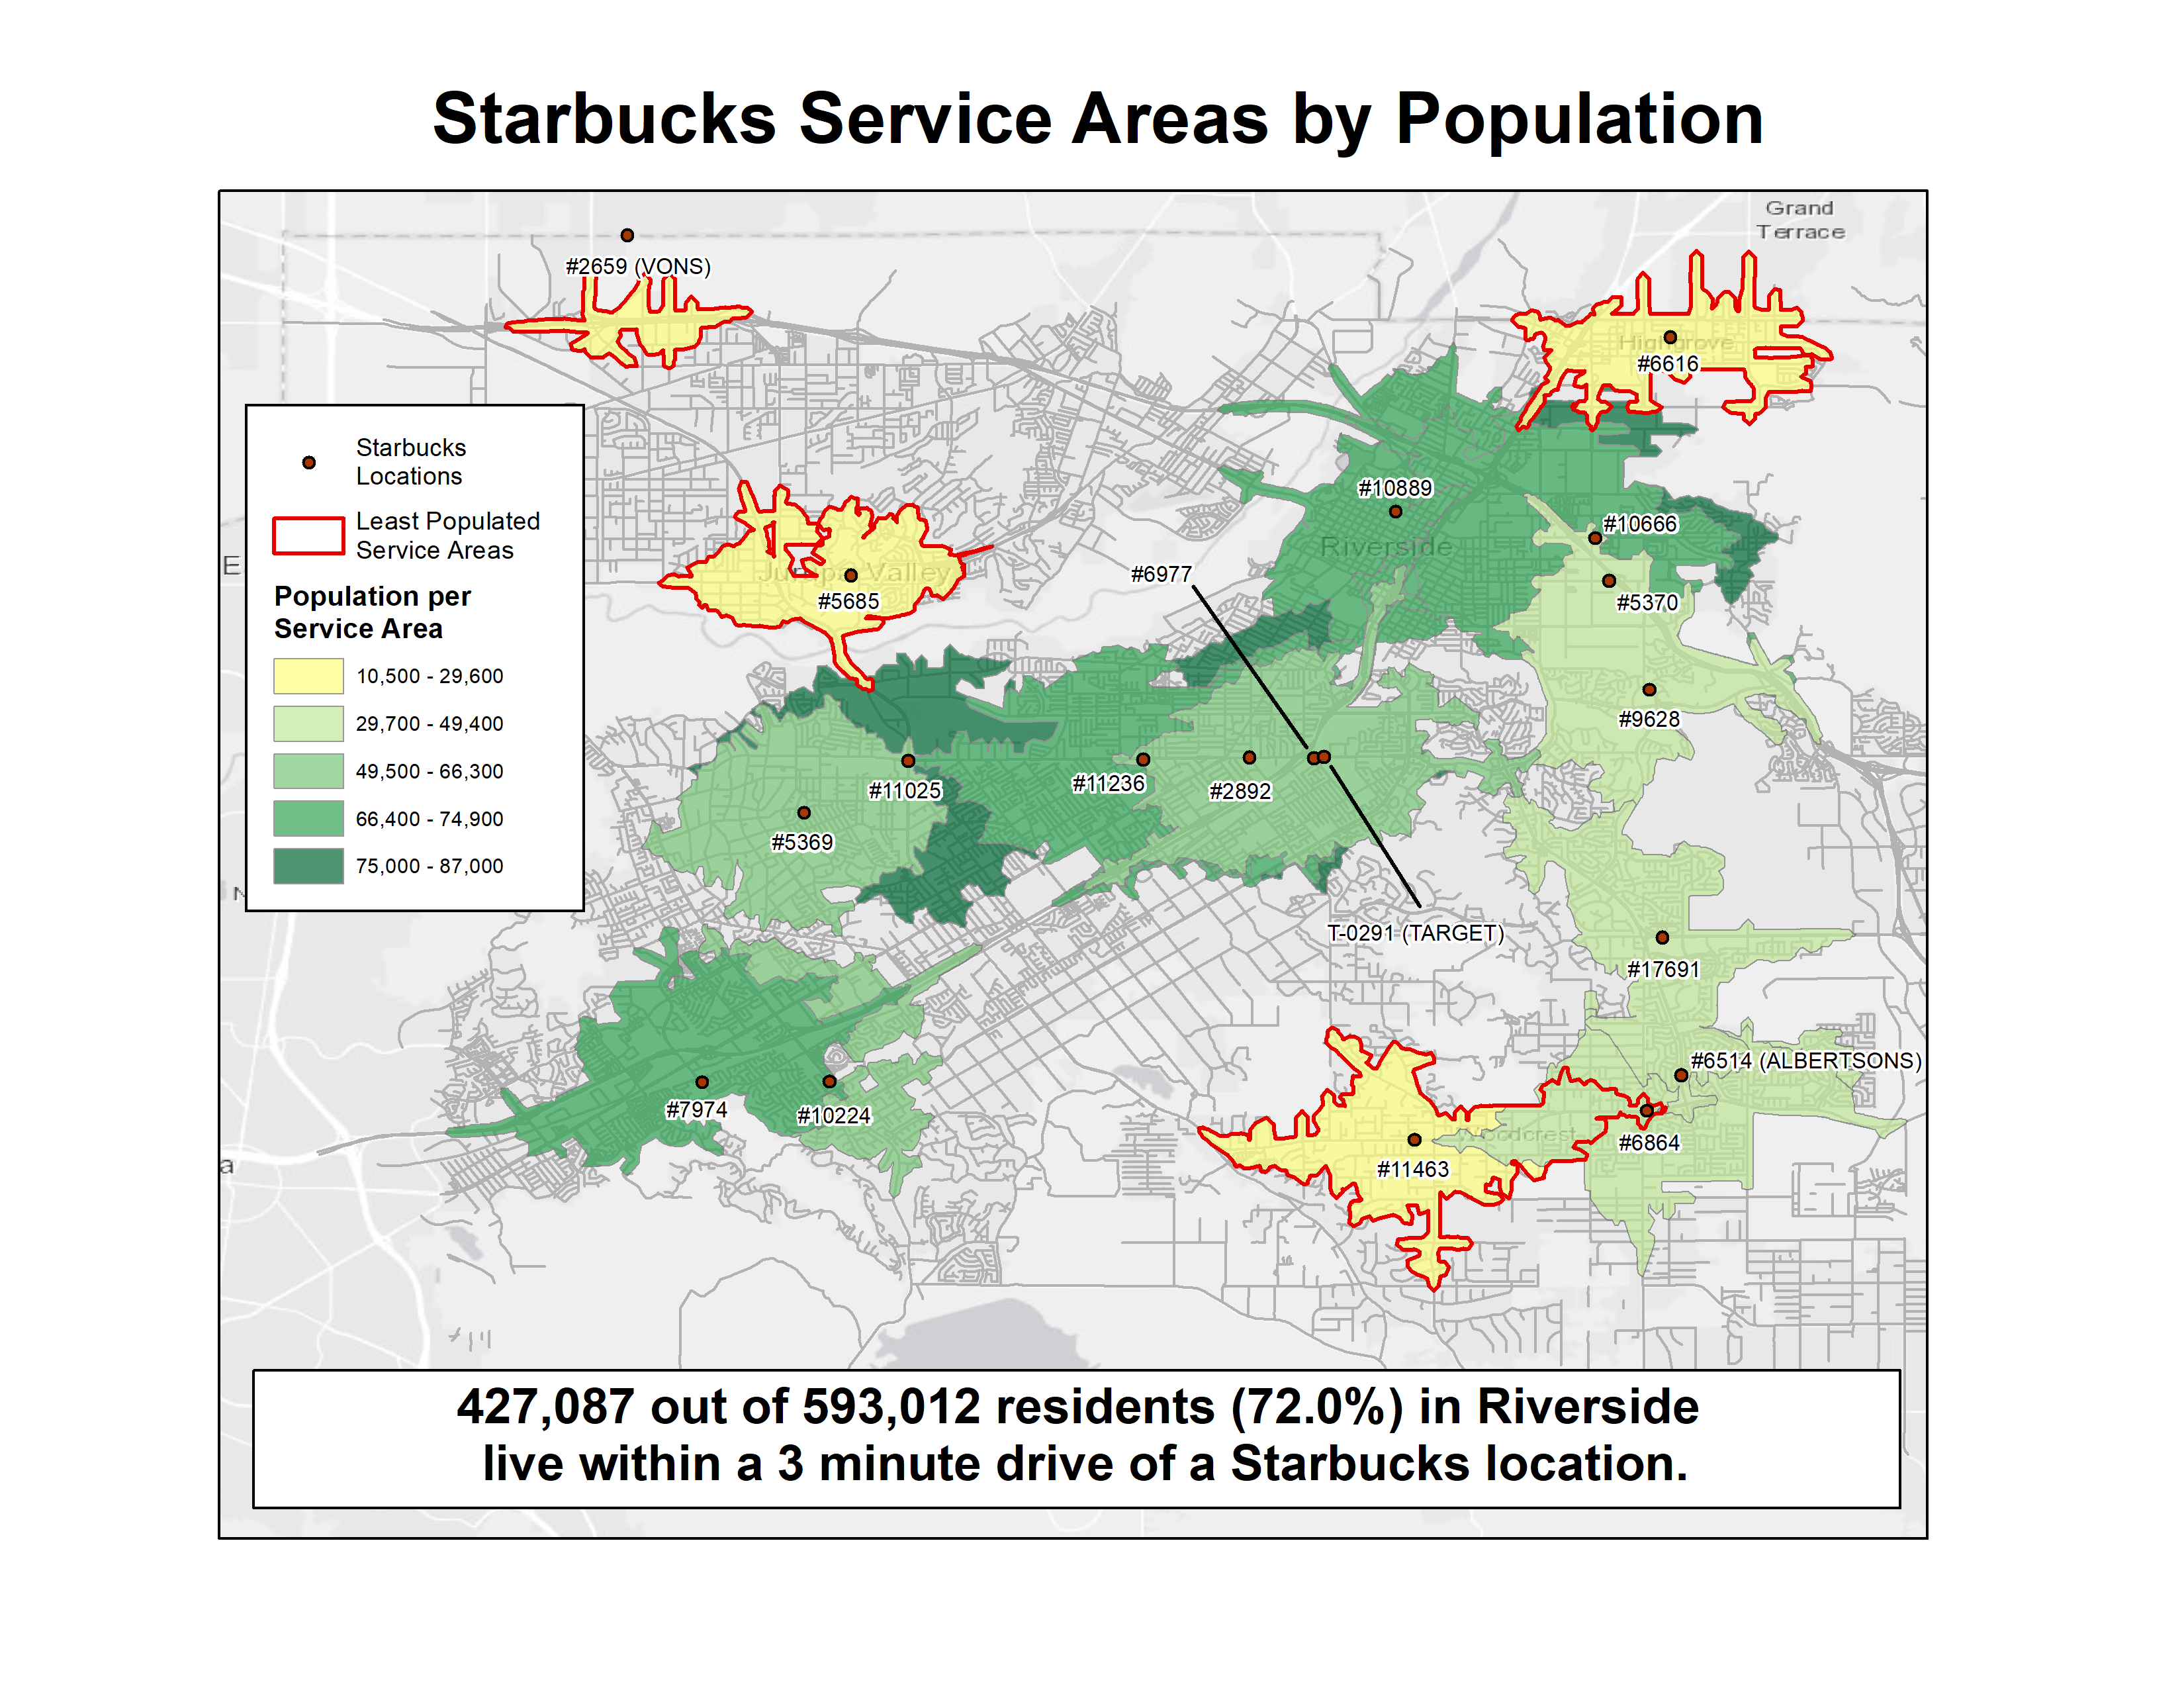 Starbucks Service Areas by Population
Grand
Terrace
#2659 (VONS)
Highgrove
#6616
Starbucks
Locations
Least Populated
Service Areas
Population per
Service Area
10,500 - 29,600
29,700 - 49,400
49,500 - 66,300
66,400 - 74,900
75,000 - 87,000
#10889
#10666
Riverside
E
#6977
Jurupa Valley
#5685
#5370
#9628
#11025
#11236
#2892
#5369
N
T-0291 (TARGET)
#17691
#6514 (ALBERTSONS)
#7974
#10224
Woodcrest
#6864
a
#11463
427,087 out of 593,012 residents (72.0%) in Riverside
live within a 3 minute drive of a Starbucks location.